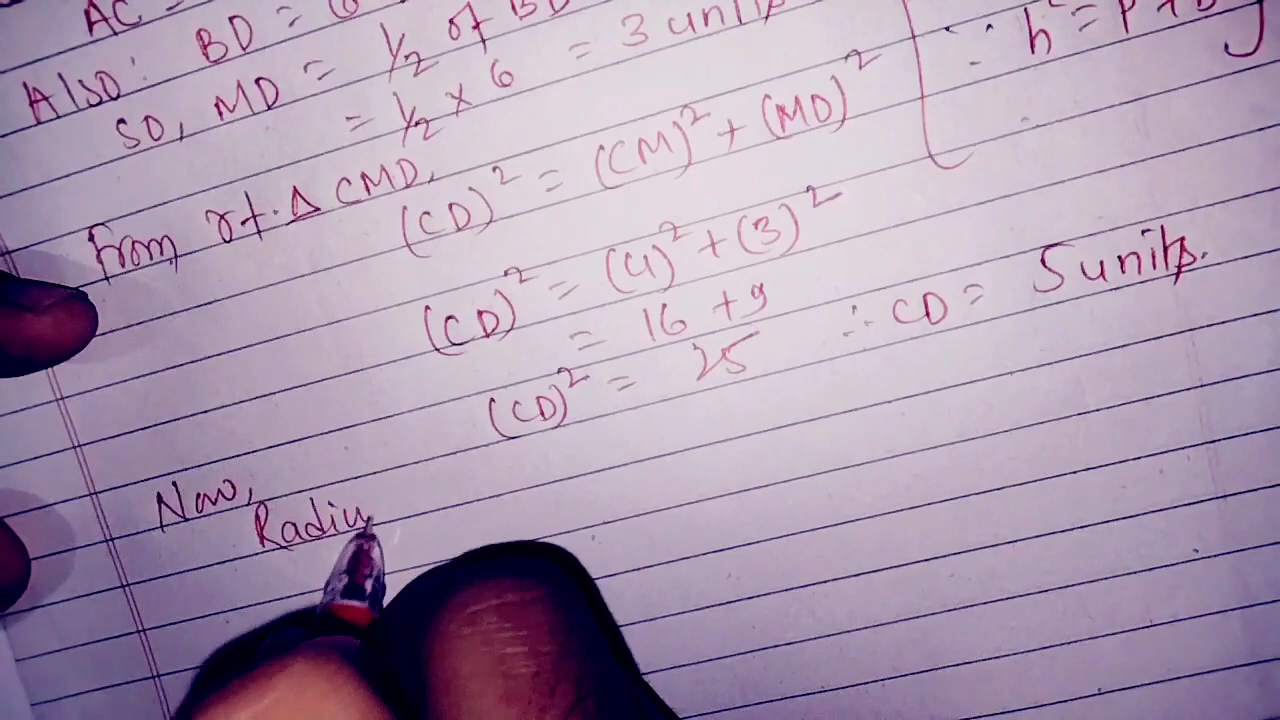 AC =
Also: BD = 6
so, MD = 1/2 of BD
= 1/2 × 6 = 3 units
∵ h² = p² + b²
From rt. Δ CMD,
(CD)² = (CM)² + (MD)²
(CD)² = (4)² + (3)²
= 16 + 9
(CD)² = 25 ∴ CD = 5 units.
Now,
Radiu